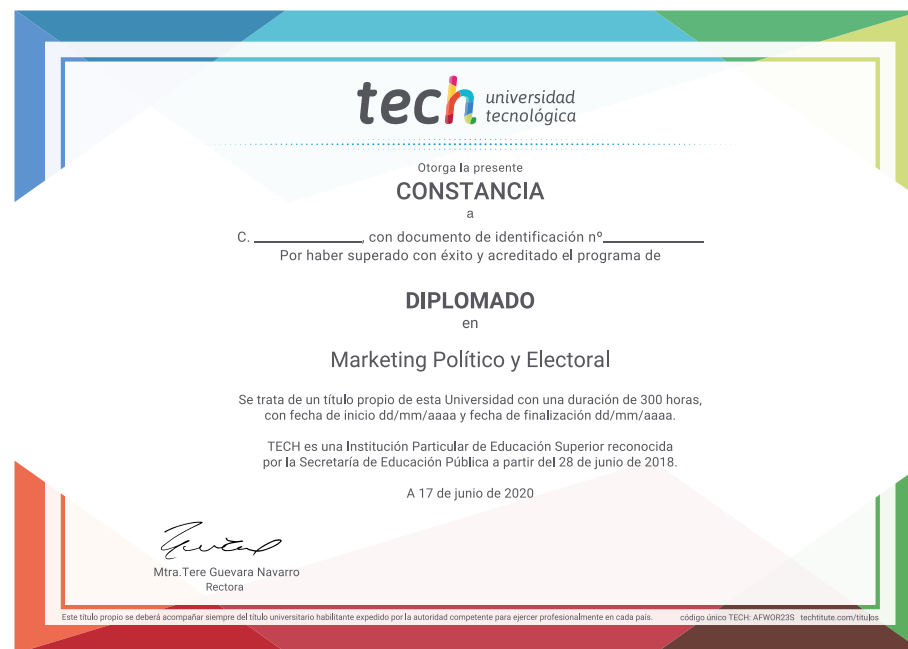 tech universidad
tecnológica
Otorga la presente
CONSTANCIA
a
C. ____________, con documento de identificación nº____________
Por haber superado con éxito y acreditado el programa de
DIPLOMADO
en
Marketing Político y Electoral
Se trata de un título propio de esta Universidad con una duración de 300 horas,
con fecha de inicio dd/mm/aaaa y fecha de finalización dd/mm/aaaa.
TECH es una Institución Particular de Educación Superior reconocida
por la Secretaría de Educación Pública a partir del 28 de junio de 2018.
A 17 de junio de 2020
Mtra.Tere Guevara Navarro
Rectora
Este título propio se deberá acompañar siempre del título universitario habilitante expedido por la autoridad competente para ejercer profesionalmente en cada país. código único TECH: AFWOR23S techtitute.com/titulos